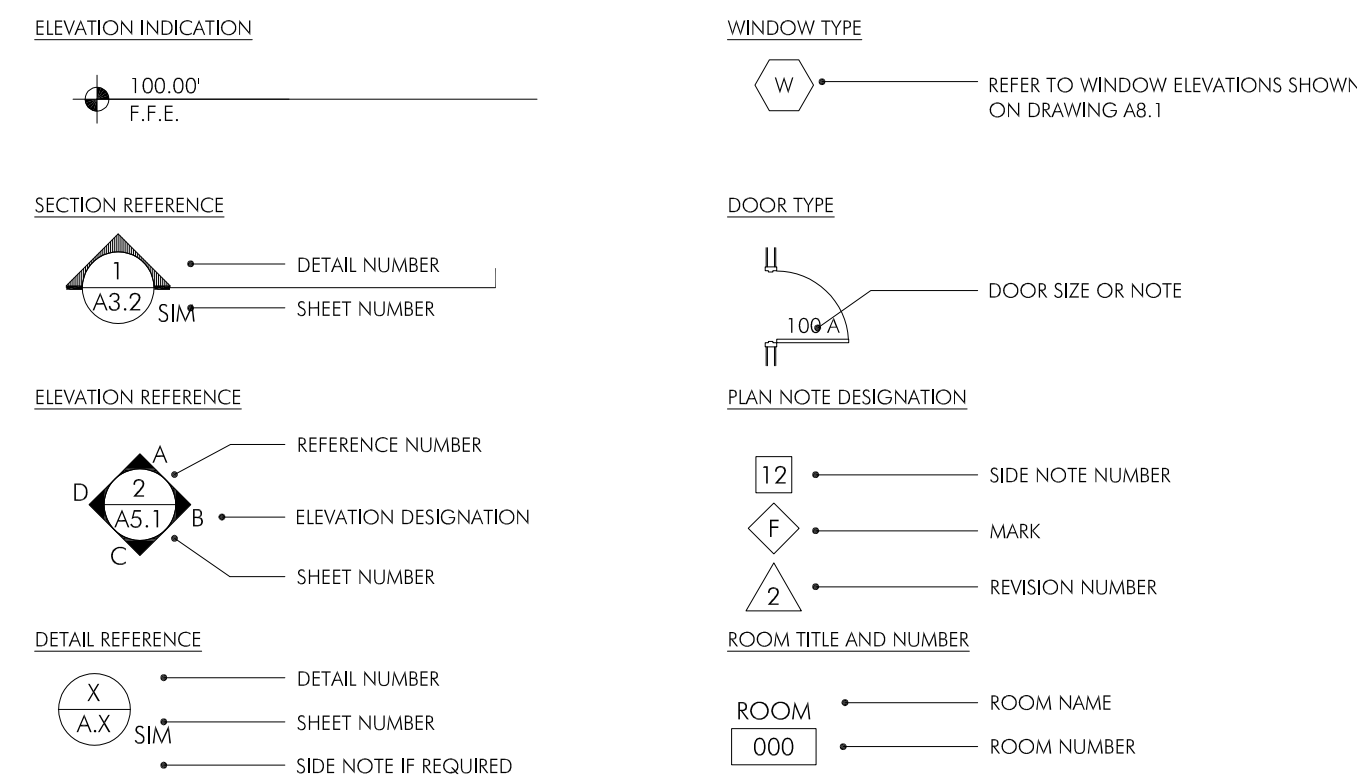 ELEVATION INDICATION
100.00'
F.F.E.
SECTION REFERENCE
1
A3.2
SIM
DETAIL NUMBER
SHEET NUMBER
ELEVATION REFERENCE
A
D
2
A5.1
B
C
REFERENCE NUMBER
ELEVATION DESIGNATION
SHEET NUMBER
DETAIL REFERENCE
X
A.X
SIM
DETAIL NUMBER
SHEET NUMBER
SIDE NOTE IF REQUIRED
WINDOW TYPE
W
REFER TO WINDOW ELEVATIONS SHOWN
ON DRAWING A8.1
DOOR TYPE
100 A
DOOR SIZE OR NOTE
PLAN NOTE DESIGNATION
12
SIDE NOTE NUMBER
F
MARK
2
REVISION NUMBER
ROOM TITLE AND NUMBER
ROOM
ROOM NAME
000
ROOM NUMBER